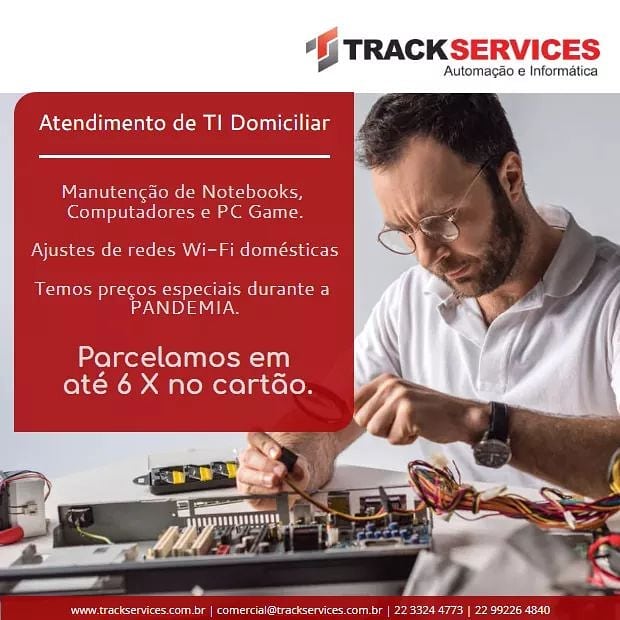 TRACKSERVICES
Automação e Informática
Atendimento de TI Domiciliar
Manutenção de Notebooks,
Computadores e PC Game.
Ajustes de redes Wi-Fi domésticas
Temos preços especiais durante a
PANDEMIA.
Parcelamos em
até 6 X no cartão.
www.trackservices.com.br | comercial@trackservices.com.br | 22 3324 4773 | 22 99226 4840